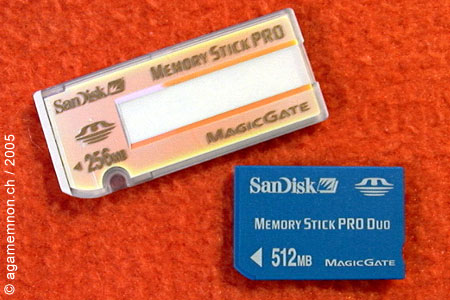 MEMORY STICK PRO
SanDisk
MAGICGATE
256MB
SanDisk
MEMORY STICK PRO DUO
512MB MAGICGATE
© agamemnon.ch / 2005